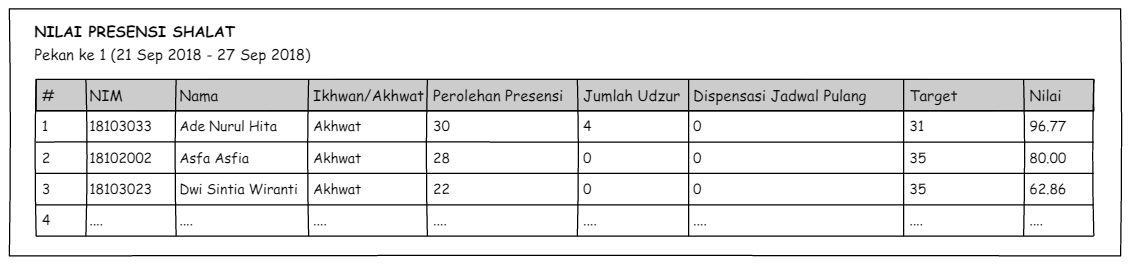 NILAI PRESENSI SHALAT
Pekan ke 1 (21 Sep 2018 - 27 Sep 2018)
# NIM Nama Ikhwan/Akhwat Perolehan Presensi Jumlah Udzur Dispensasi Jadwal Pulang Target Nilai
1 18103033 Ade Nurul Hita Akhwat 30 4 0 31 96.77
2 18102002 Asfa Asfia Akhwat 28 0 0 35 80.00
3 18103023 Dwi Sintia Wiranti Akhwat 22 0 0 35 62.86
4 .... .... .... .... .... .... .... ....